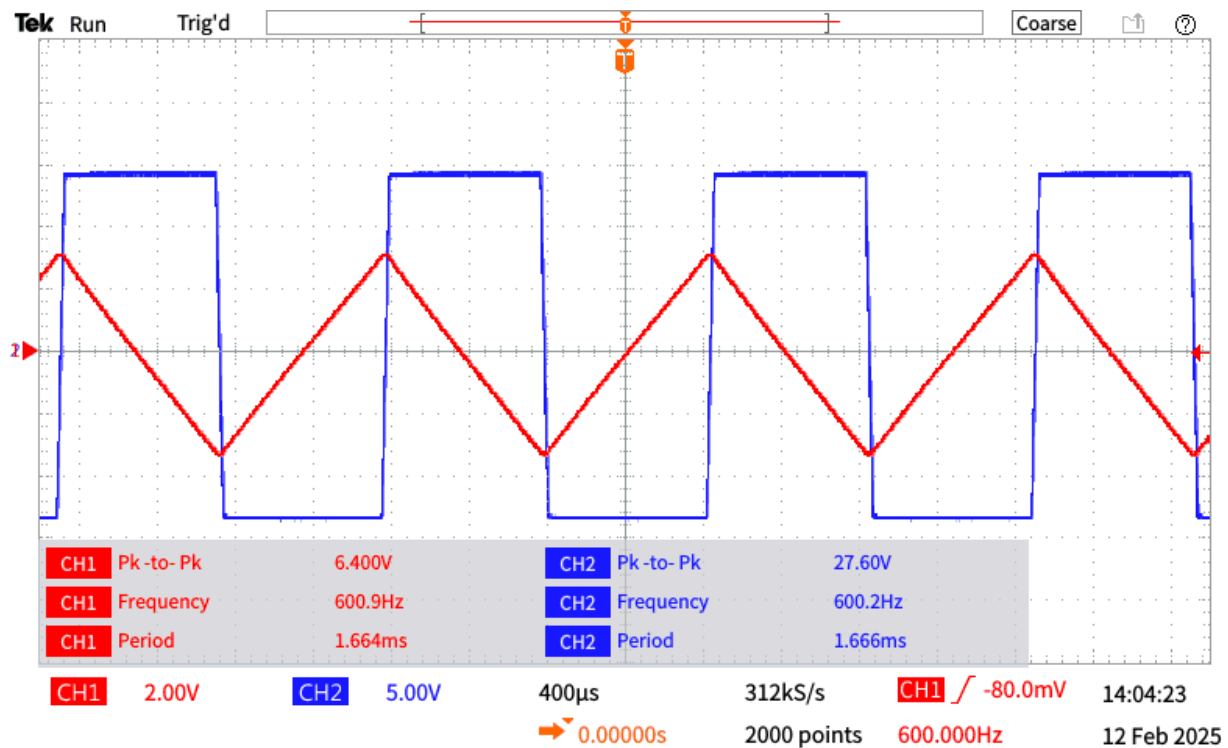 Tek Run Trig'd [ T ] Coarse ?
T
2
CH1 Pk -to- Pk 6.400V CH2 Pk -to- Pk 27.60V
CH1 Frequency 600.9Hz CH2 Frequency 600.2Hz
CH1 Period 1.664ms CH2 Period 1.666ms
CH1 2.00V CH2 5.00V 400µs 312kS/s CH1 -80.0mV 14:04:23
0.00000s 2000 points 600.000Hz 12 Feb 2025